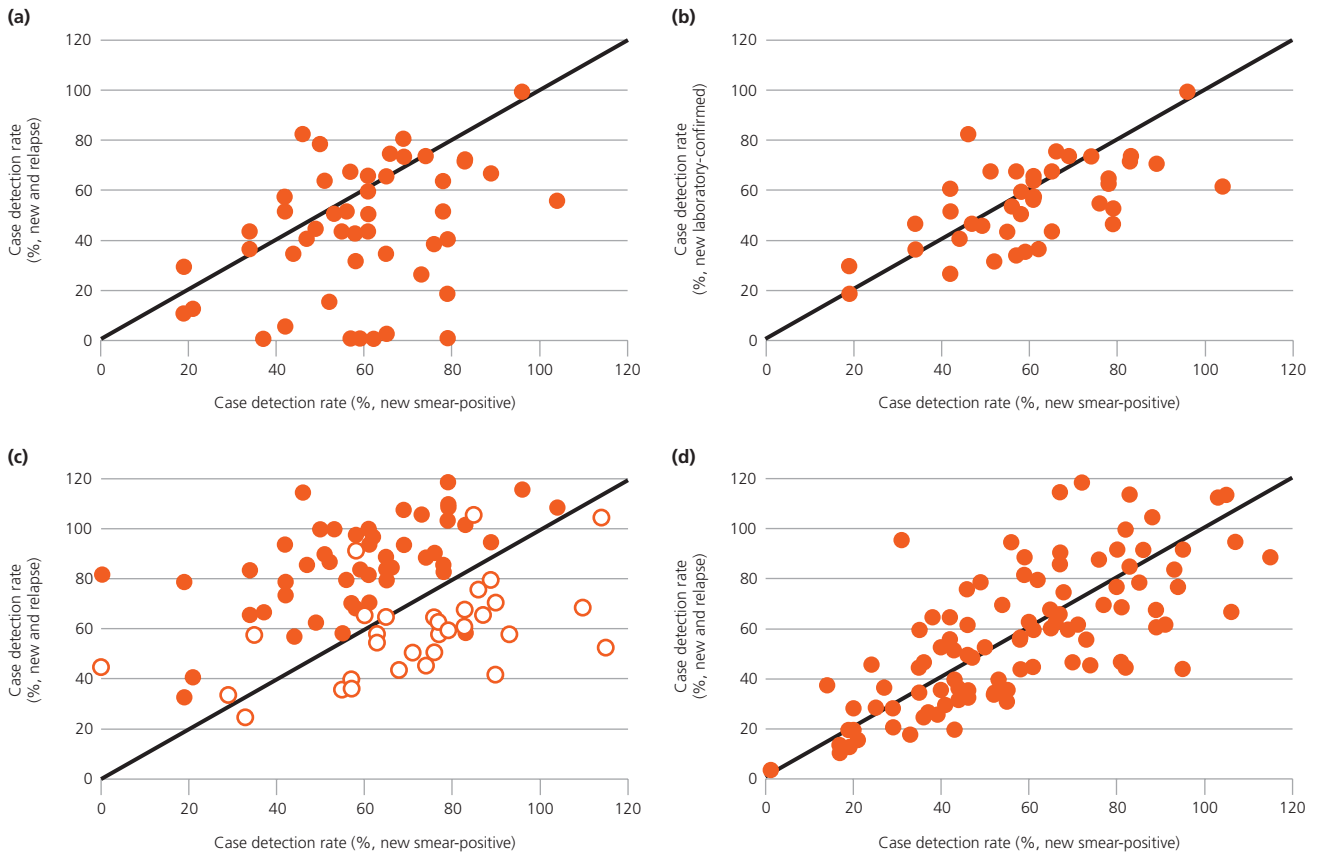 (a)
120
100
80
60
40
20
0
Case detection rate
(%, new and relapse)
0 20 40 60 80 100 120
Case detection rate (%, new smear-positive)
(b)
120
100
80
60
40
20
0
Case detection rate
(%, new laboratory-confirmed)
0 20 40 60 80 100 120
Case detection rate (%, new smear-positive)
(c)
120
100
80
60
40
20
0
Case detection rate
(%, new and relapse)
0 20 40 60 80 100 120
Case detection rate (%, new smear-positive)
(d)
120
100
80
60
40
20
0
Case detection rate
(%, new and relapse)
0 20 40 60 80 100 120
Case detection rate (%, new smear-positive)